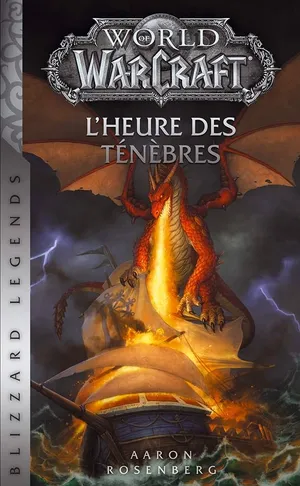 WORLD
OF
WARCRAFT
L'HEURE DES
TÉNÈBRES
BLIZZARD LEGENDS
AARON
ROSENBERG